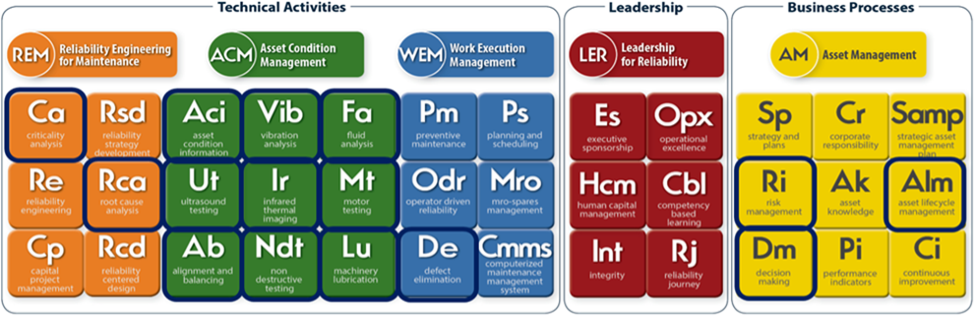 Technical Activities
Leadership
Business Processes
REM
Reliability Engineering
for Maintenance
ACM
Asset Condition
Management
WEM
Work Execution
Management
LER
Leadership
for Reliability
AM
Asset Management
Ca
criticality
analysis
Rsd
reliability
strategy
development
Aci
asset
condition
information
Vib
vibration
analysis
Fa
fluid
analysis
Pm
preventive
maintenance
Ps
planning and
scheduling
Es
executive
sponsorship
Opx
operational
excellence
Sp
strategy and
plans
Cr
corporate
responsibility
Samp
strategic asset
management
plan
Re
reliability
engineering
Rca
root cause
analysis
Ut
ultrasound
testing
Ir
infrared
thermal
imaging
Mt
motor
testing
Odr
operator driven
reliability
Mro
mro-spares
management
Hcm
human capital
management
Cbl
competency
based
learning
Ri
risk
management
Ak
asset
knowledge
Alm
asset lifecycle
management
Cp
capital
project
management
Rcd
reliability
centered
design
Ab
alignment and
balancing
Ndt
non
destructive
testing
Lu
machinery
lubrication
De
defect
elimination
Cmms
computerized
maintenance
management
system
Int
integrity
Rj
reliability
journey
Dm
decision
making
Pi
performance
indicators
Ci
continuous
improvement